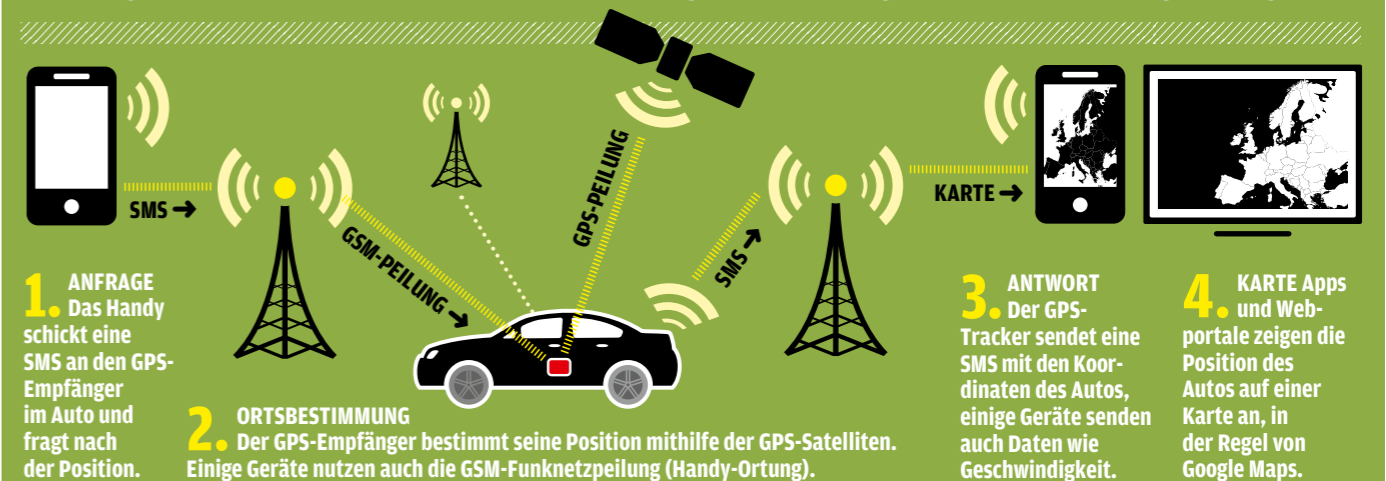 SMS →
GSM-PEILUNG →
GPS-PEILUNG
SMS →
KARTE →
1. ANFRAGE
Das Handy
schickt eine
SMS an den GPS-
Empfänger
im Auto und
fragt nach
der Position.
2. ORTSBESTIMMUNG
Der GPS-Empfänger bestimmt seine Position mithilfe der GPS-Satelliten.
Einige Geräte nutzen auch die GSM-Funknetzpeilung (Handy-Ortung).
3. ANTWORT
Der GPS-
Tracker sendet eine
SMS mit den Koor-
dinaten des Autos,
einige Geräte senden
auch Daten wie
Geschwindigkeit.
4. KARTE Apps
und Web-
portale zeigen die
Position des
Autos auf einer
Karte an, in
der Regel von
Google Maps.